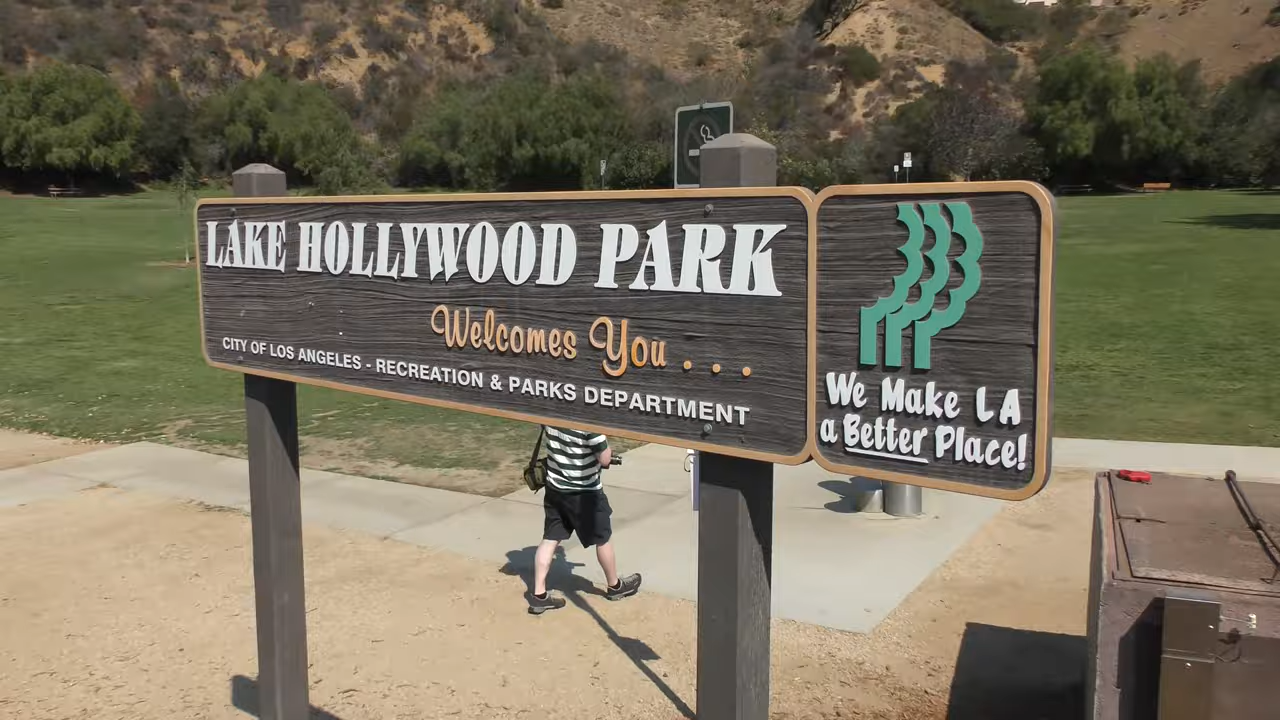 LAKE HOLLYWOOD PARK
Welcomes You . . .
CITY OF LOS ANGELES - RECREATION & PARKS DEPARTMENT
We Make LA
a Better Place!